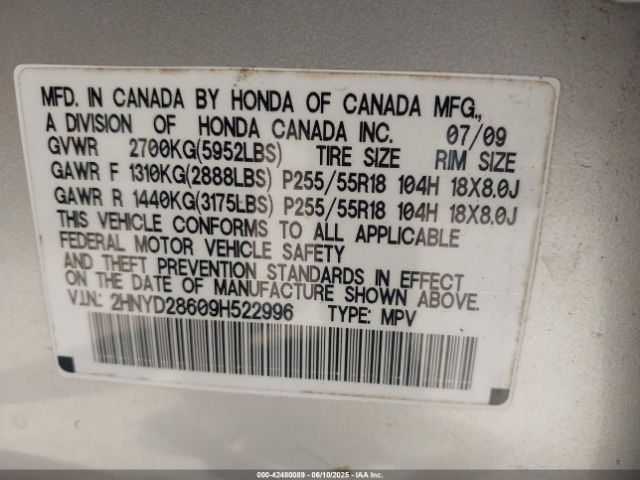 MFD. IN CANADA BY HONDA OF CANADA MFG.,
A DIVISION OF HONDA CANADA INC. 07/09
GVWR 2700KG(5952LBS) TIRE SIZE RIM SIZE
GAWR F 1310KG(2888LBS) P255/55R18 104H 18X8.0J
GAWR R 1440KG(3175LBS) P255/55R18 104H 18X8.0J
THIS VEHICLE CONFORMS TO ALL APPLICABLE
FEDERAL MOTOR VEHICLE SAFETY
AND THEFT PREVENTION STANDARDS IN EFFECT
ON THE DATE OF MANUFACTURE SHOWN ABOVE.
V.I.N.: 2HNYD28609H522996 TYPE: MPV
000-42480089 - 06/10/2025 - IAA Inc.